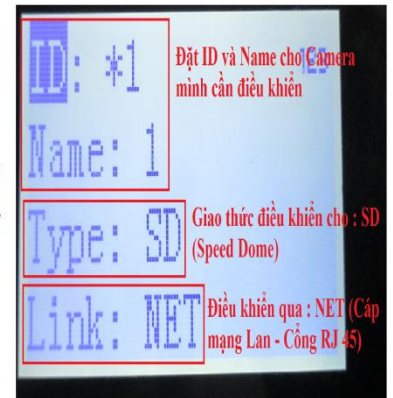 ID: *1
Đặt ID và Name cho Camera
mình cần điều khiển
Name: 1
Type: SD
Giao thức điều khiển cho : SD
(Speed Dome)
Link: NET
Điều khiển qua : NET (Cáp
mạng Lan - Cổng RJ 45)